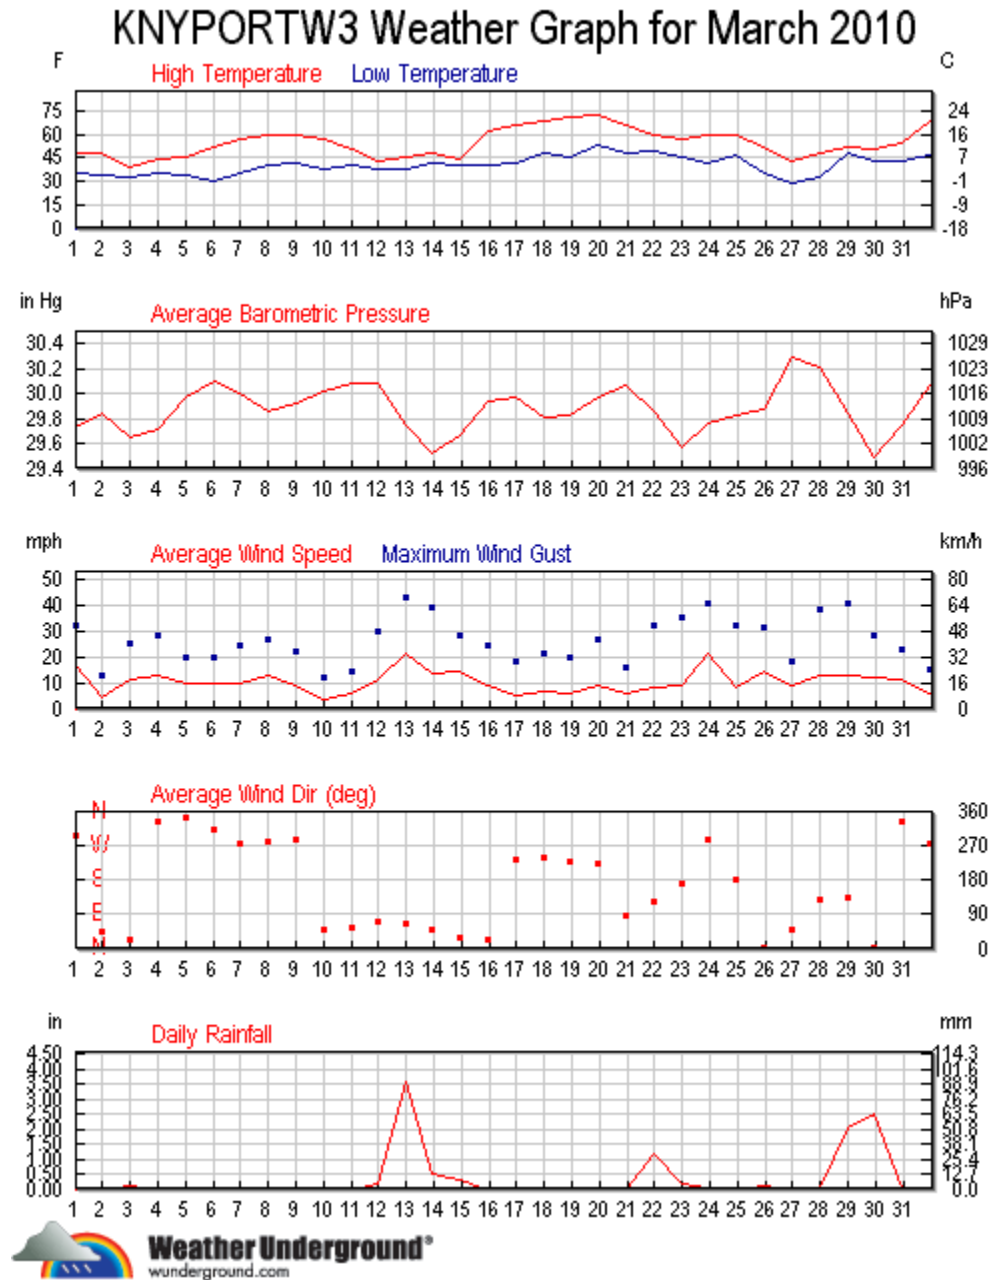 KNYPORTW3 Weather Graph for March 2010
F High Temperature Low Temperature C
75 24
60 16
45 7
30 -1
15 -9
0 -18
1 2 3 4 5 6 7 8 9 10 11 12 13 14 15 16 17 18 19 20 21 22 23 24 25 26 27 28 29 30 31
in Hg Average Barometric Pressure hPa
30.4 1029
30.2 1023
30.0 1016
29.8 1009
29.6 1002
29.4 996
1 2 3 4 5 6 7 8 9 10 11 12 13 14 15 16 17 18 19 20 21 22 23 24 25 26 27 28 29 30 31
mph Average Wind Speed Maximum Wind Gust km/h
50 80
40 64
30 48
20 32
10 16
0 0
1 2 3 4 5 6 7 8 9 10 11 12 13 14 15 16 17 18 19 20 21 22 23 24 25 26 27 28 29 30 31
Average Wind Dir (deg)
N 360
W 270
S 180
E 90
N 0
1 2 3 4 5 6 7 8 9 10 11 12 13 14 15 16 17 18 19 20 21 22 23 24 25 26 27 28 29 30 31
in Daily Rainfall mm
4.50 114.3
4.00 101.6
3.50 88.9
3.00 76.2
2.50 63.5
2.00 50.8
1.50 38.1
1.00 25.4
0.50 12.7
0.00 0.0
1 2 3 4 5 6 7 8 9 10 11 12 13 14 15 16 17 18 19 20 21 22 23 24 25 26 27 28 29 30 31
Weather Underground®
wunderground.com